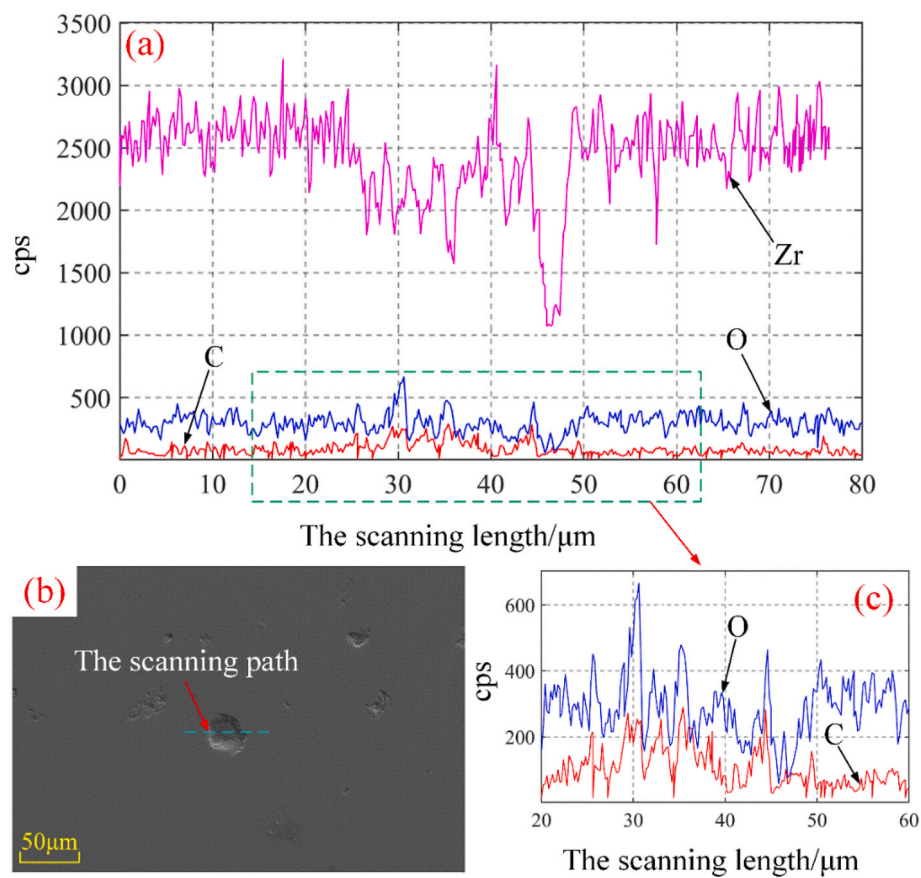 (a)
3500
3000
2500
2000
1500
1000
500
cps
Zr
C
O
0 10 20 30 40 50 60 70 80
The scanning length/μm
(b)
The scanning path
50μm
(c)
600
400
200
cps
O
C
20 30 40 50 60
The scanning length/μm